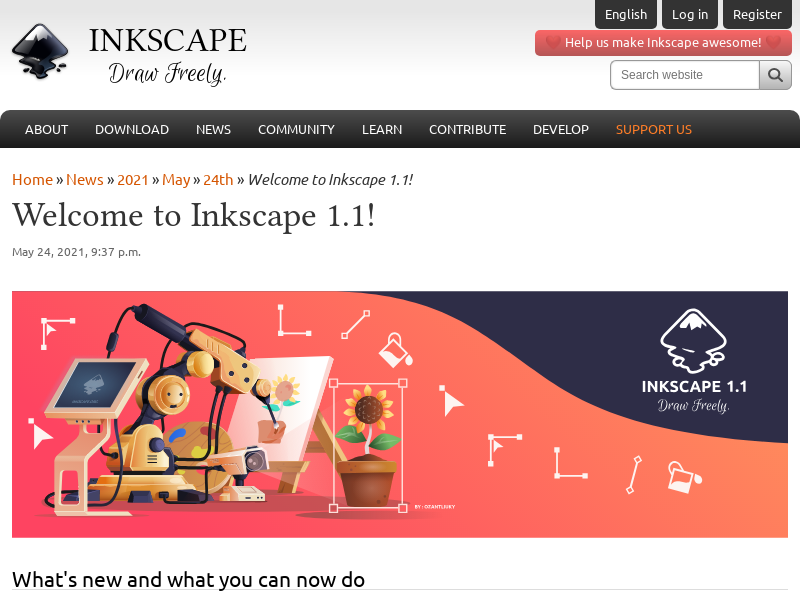 English
Log in
Register
Help us make Inkscape awesome!
INKSCAPE
Draw Freely.
Search website
ABOUT
DOWNLOAD
NEWS
COMMUNITY
LEARN
CONTRIBUTE
DEVELOP
SUPPORT US
Home » News » 2021 » May » 24th » Welcome to Inkscape 1.1!
Welcome to Inkscape 1.1!
May 24, 2021, 9:37 p.m.
INKSCAPE 1.1
Draw Freely.
What's new and what you can now do